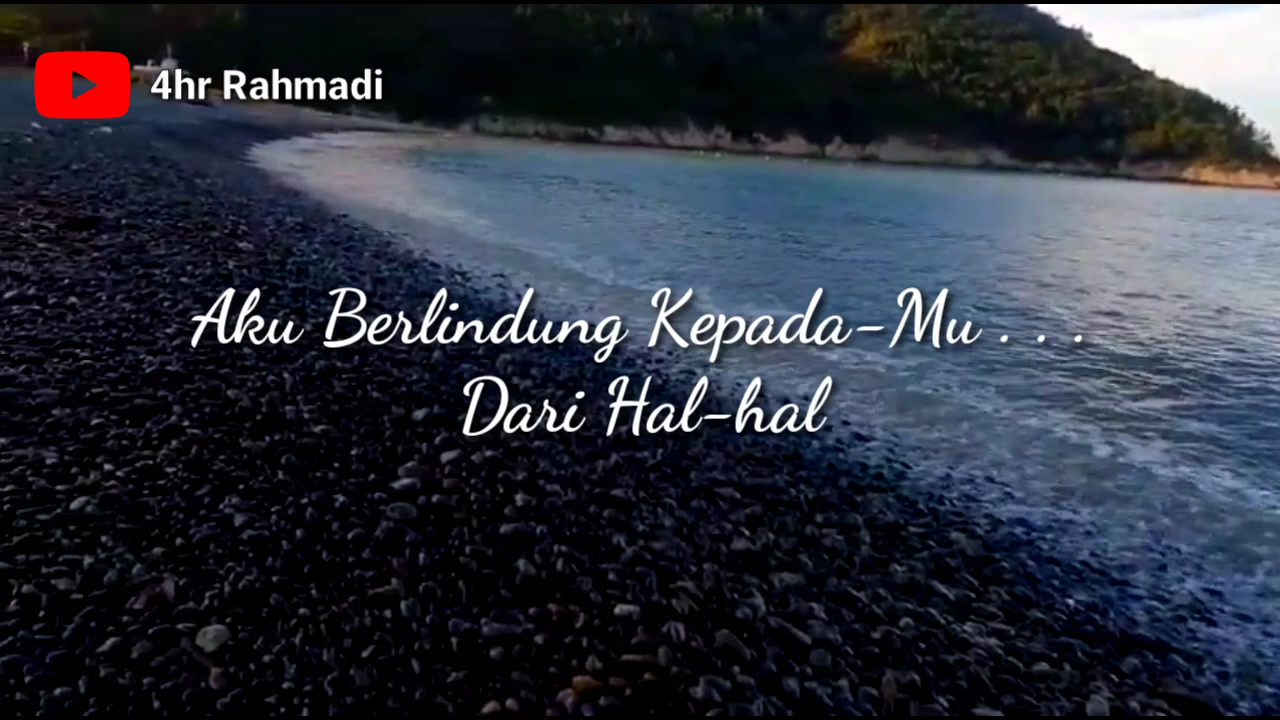 4hr Rahmadi
Aku Berlindung Kepada-Mu . . .
Dari Hal-hal